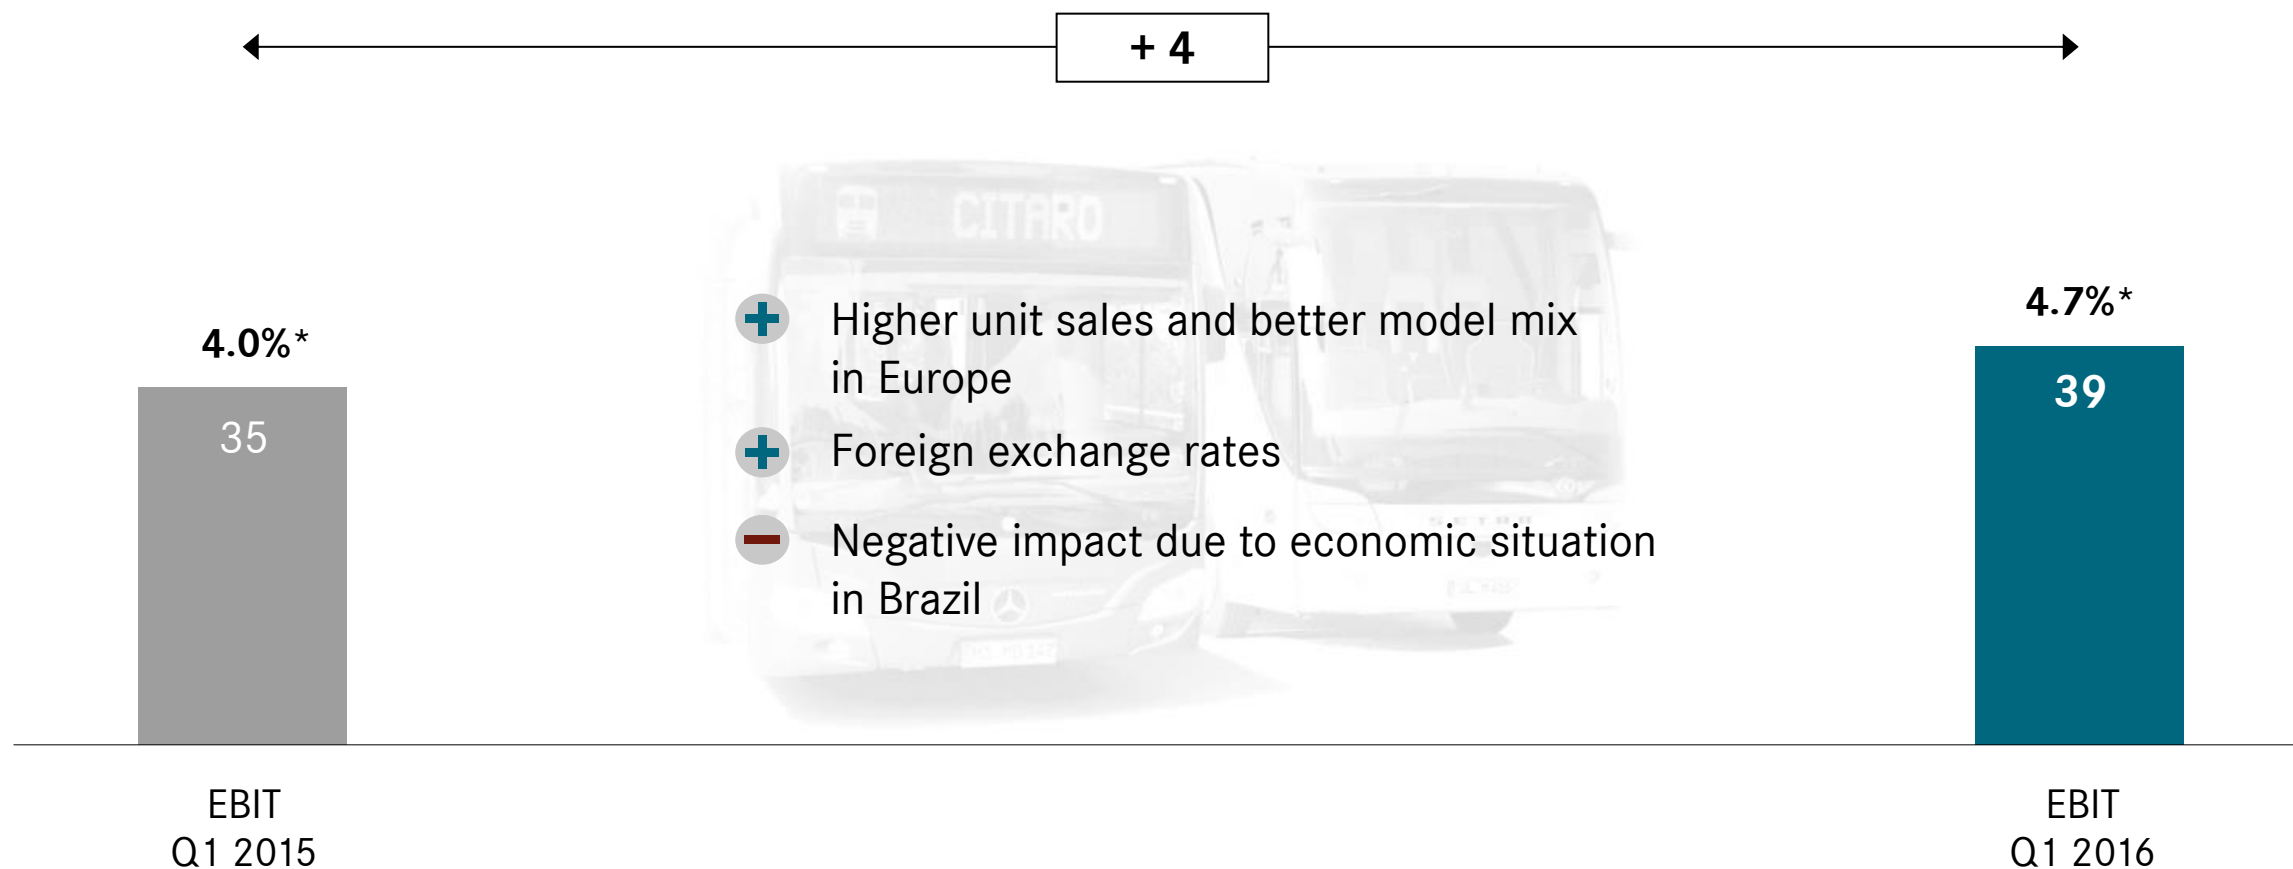 + 4
CITARO
4.0%*
35
Higher unit sales and better model mix
in Europe
Foreign exchange rates
Negative impact due to economic situation
in Brazil
SETRA
4.7%*
39
EBIT
Q1 2015
EBIT
Q1 2016